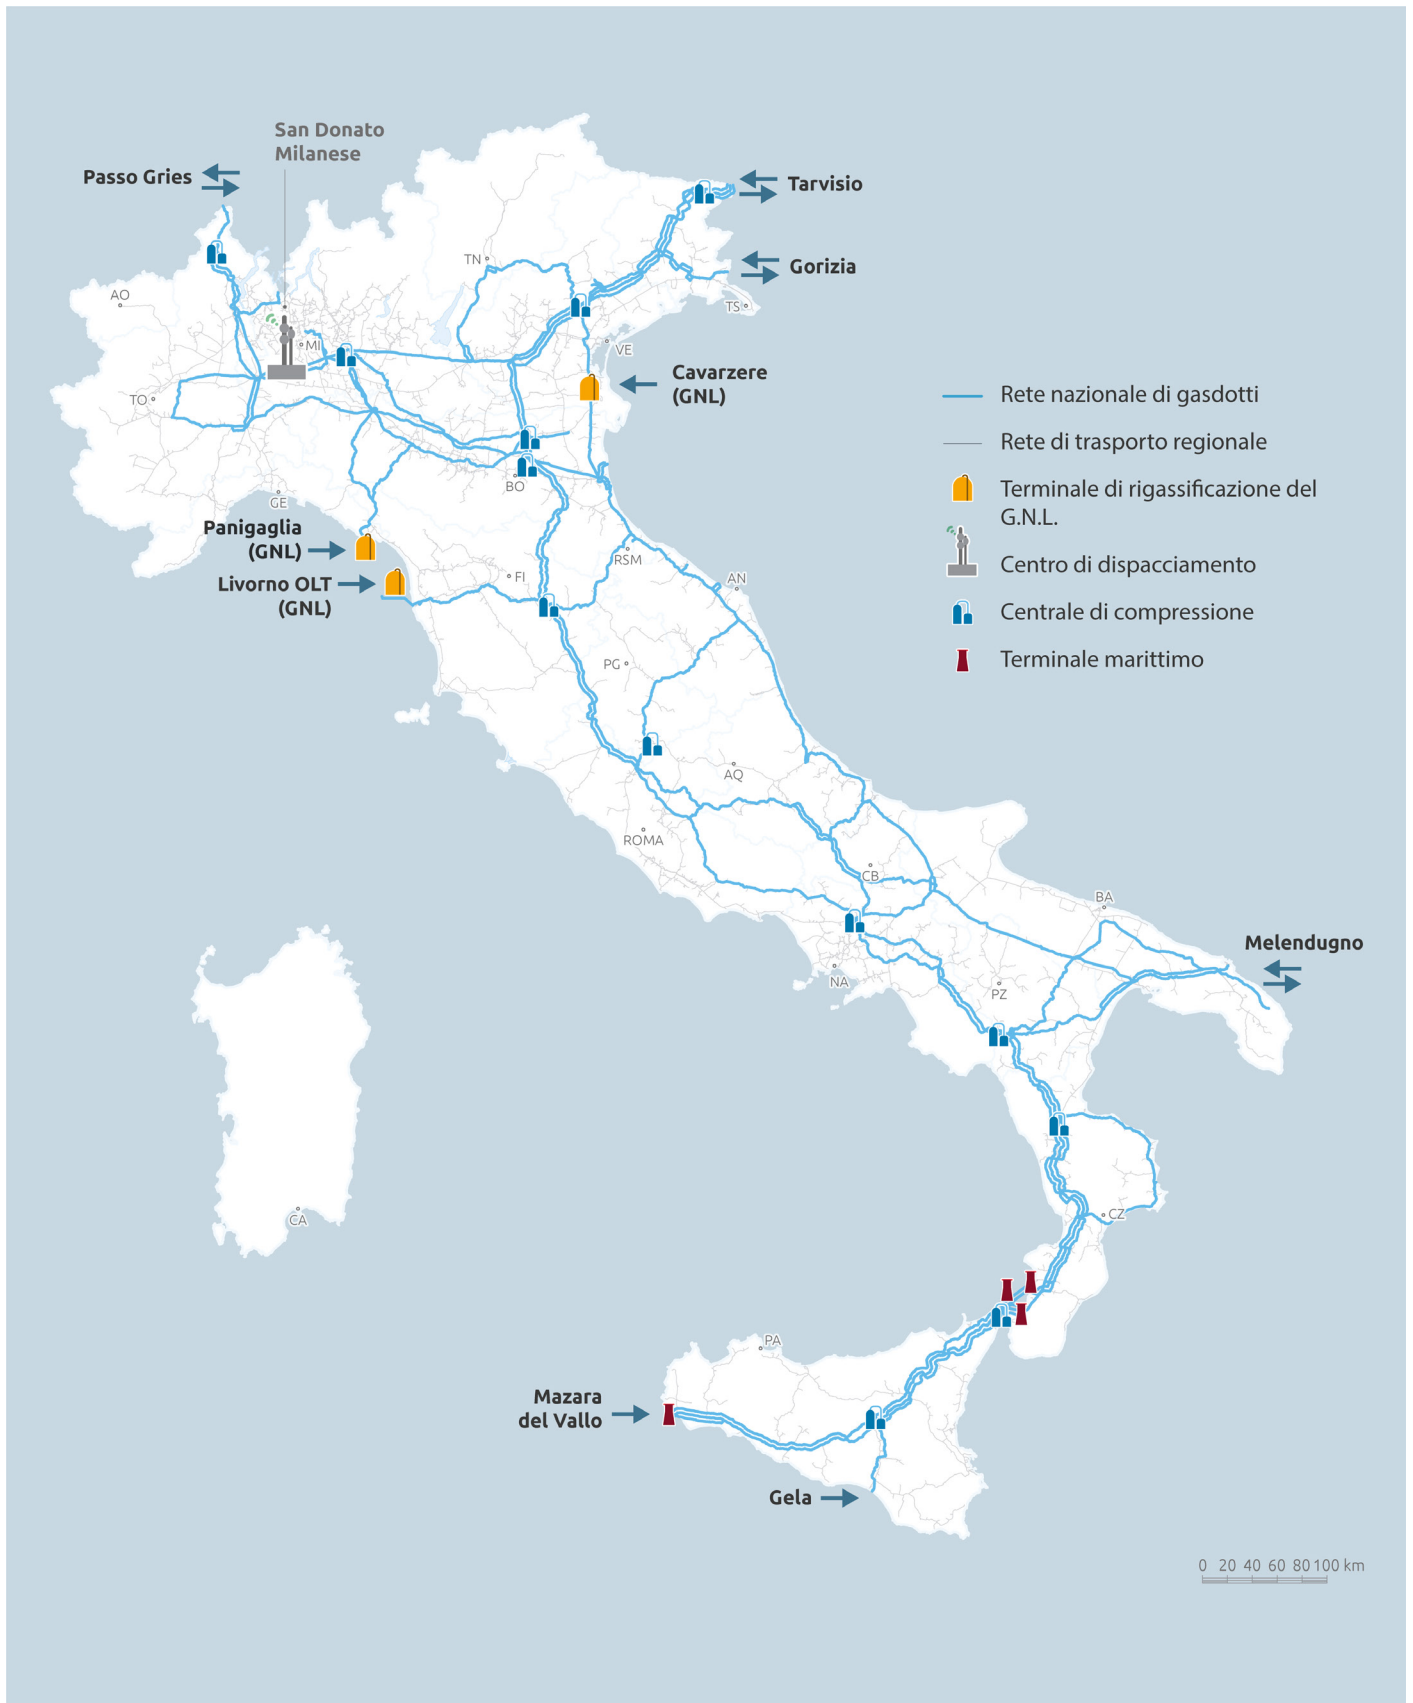 San Donato
Milanese
Passo Gries
Tarvisio
Gorizia
TN
AO
TS
MI
VE
Cavarzere
(GNL)
TO
BO
GE
Panigaglia
(GNL)
Livorno OLT
(GNL)
FI
RSM
AN
PG
AQ
ROMA
CB
BA
Melendugno
NA
PZ
CA
CZ
PA
Mazara
del Vallo
Gela
Rete nazionale di gasdotti
Rete di trasporto regionale
Terminale di rigassificazione del
G.N.L.
Centro di dispacciamento
Centrale di compressione
Terminale marittimo
0 20 40 60 80 100 km